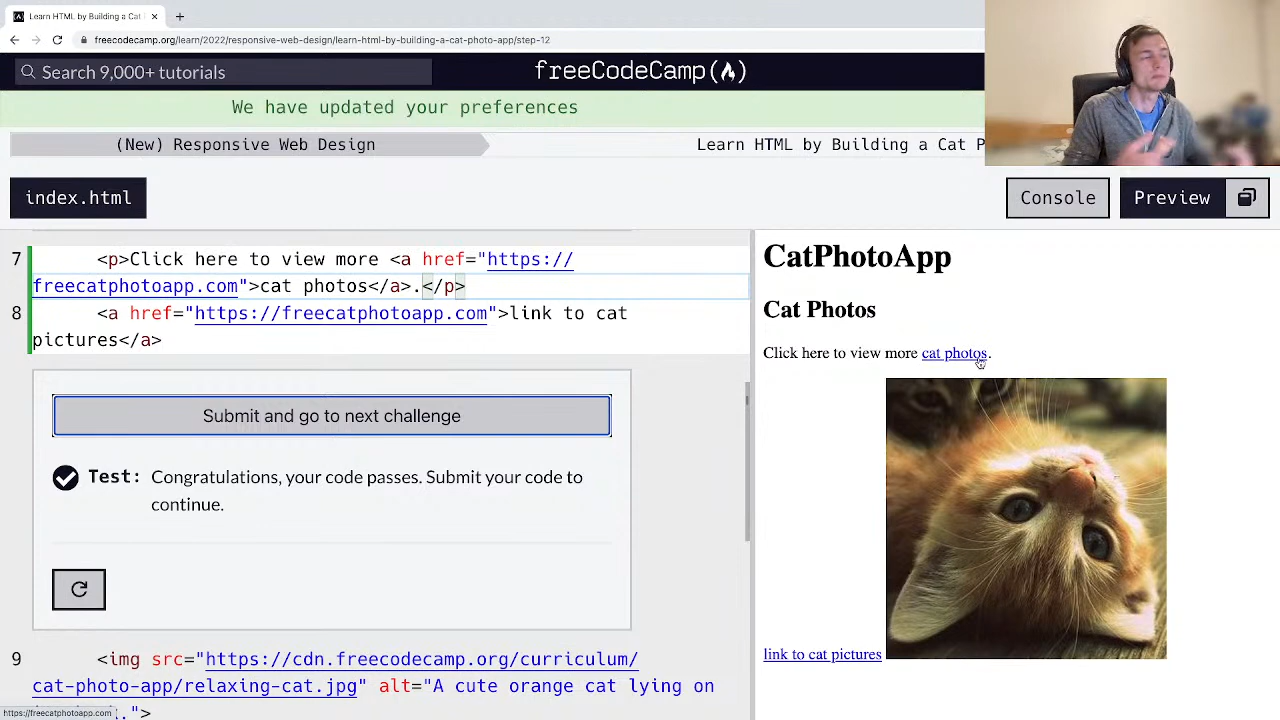 Learn HTML by Building a Cat
freecodecamp.org/learn/2022/responsive-web-design/learn-html-by-building-a-cat-photo-app/step-12
Search 9,000+ tutorials
freeCodeCamp
We have updated your preferences
(New) Responsive Web Design
Learn HTML by Building a Cat P
index.html
Console
Preview
7 <p>Click here to view more <a href="https://
freecatphotoapp.com">cat photos</a>.</p>
8 <a href="https://freecatphotoapp.com">link to cat
pictures</a>
Submit and go to next challenge
Test: Congratulations, your code passes. Submit your code to
continue.
9 <img src="https://cdn.freecodecamp.org/curriculum/
cat-photo-app/relaxing-cat.jpg" alt="A cute orange cat lying on
">
https://freecatphotoapp.com
CatPhotoApp
Cat Photos
Click here to view more cat photos.
link to cat pictures